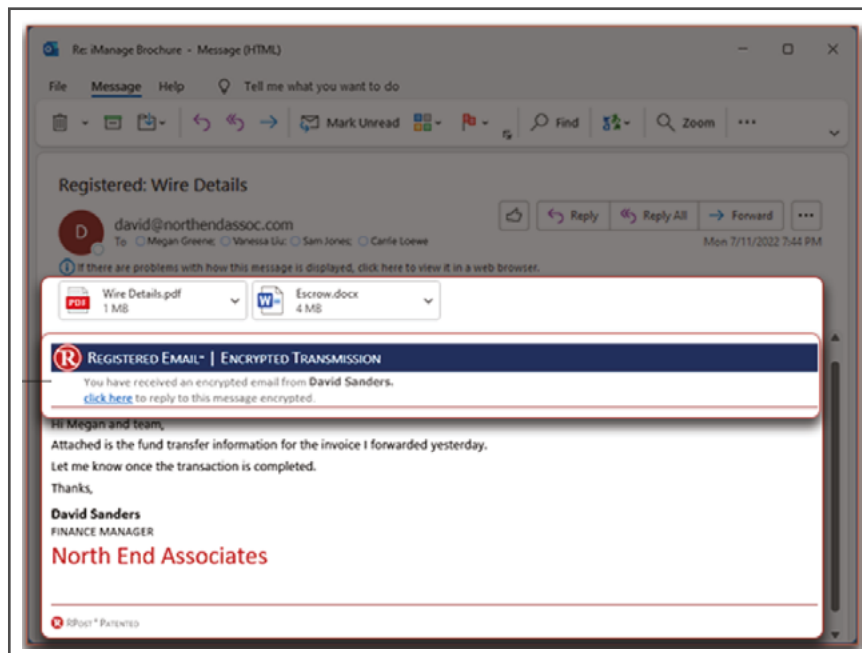 Re: iManage Brochure - Message (HTML)
File Message Help Tell me what you want to do
Mark Unread Find Zoom
Registered: Wire Details
D
david@northendassoc.com
Reply Reply All Forward
To Megan Greene; Vanessa Liu; Sam Jones; Carrie Loewe
Mon 7/11/2022 7:44 PM
If there are problems with how this message is displayed, click here to view it in a web browser.
PDF Wire Details.pdf
1 MB
W Escrow.docx
4 MB
R REGISTERED EMAIL™ | ENCRYPTED TRANSMISSION
You have received an encrypted email from David Sanders.
click here to reply to this message encrypted.
Hi Megan and team,
Attached is the fund transfer information for the invoice I forwarded yesterday.
Let me know once the transaction is completed.
Thanks,
David Sanders
FINANCE MANAGER
North End Associates
R RPOST® PATENTED